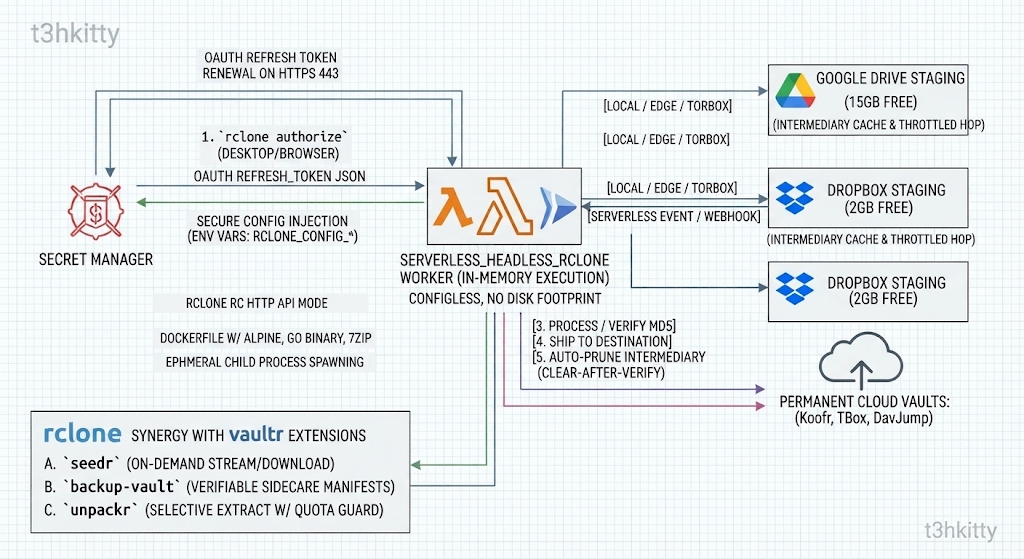 t3hkitty
OAUTH REFRESH TOKEN
RENEWAL ON HTTPS 443
1. `rclone authorize`
(DESKTOP/BROWSER)
OAUTH REFRESH_TOKEN JSON
SECURE CONFIG INJECTION
(ENV VARS: RCLONE_CONFIG_*)
SECRET MANAGER
RCLONE RC HTTP API MODE
DOCKERFILE W/ ALPINE, GO BINARY, 7ZIP
EPHEMERAL CHILD PROCESS SPAWNING
SERVERLESS_HEADLESS_RCLONE
WORKER (IN-MEMORY EXECUTION)
CONFIGLESS, NO DISK FOOTPRINT
[LOCAL / EDGE / TORBOX]
[LOCAL / EDGE / TORBOX]
[LOCAL / EDGE / TORBOX]
[SERVERLESS EVENT / WEBHOOK]
GOOGLE DRIVE STAGING
(15GB FREE)
(INTERMEDIARY CACHE & THROTTLED HOP)
DROPBOX STAGING
(2GB FREE)
(INTERMEDIARY CACHE & THROTTLED HOP)
DROPBOX STAGING
(2GB FREE)
[3. PROCESS / VERIFY MD5]
[4. SHIP TO DESTINATION]
[5. AUTO-PRUNE INTERMEDIARY
(CLEAR-AFTER-VERIFY)
PERMANENT CLOUD VAULTS:
(Koofr, TBox, DavJump)
rclone SYNERGY WITH vaultr EXTENSIONS
A. `seedr` (ON-DEMAND STREAM/DOWNLOAD)
B. `backup-vault` (VERIFIABLE SIDECARE MANIFESTS)
C. `unpackr` (SELECTIVE EXTRACT W/ QUOTA GUARD)
t3hkitty